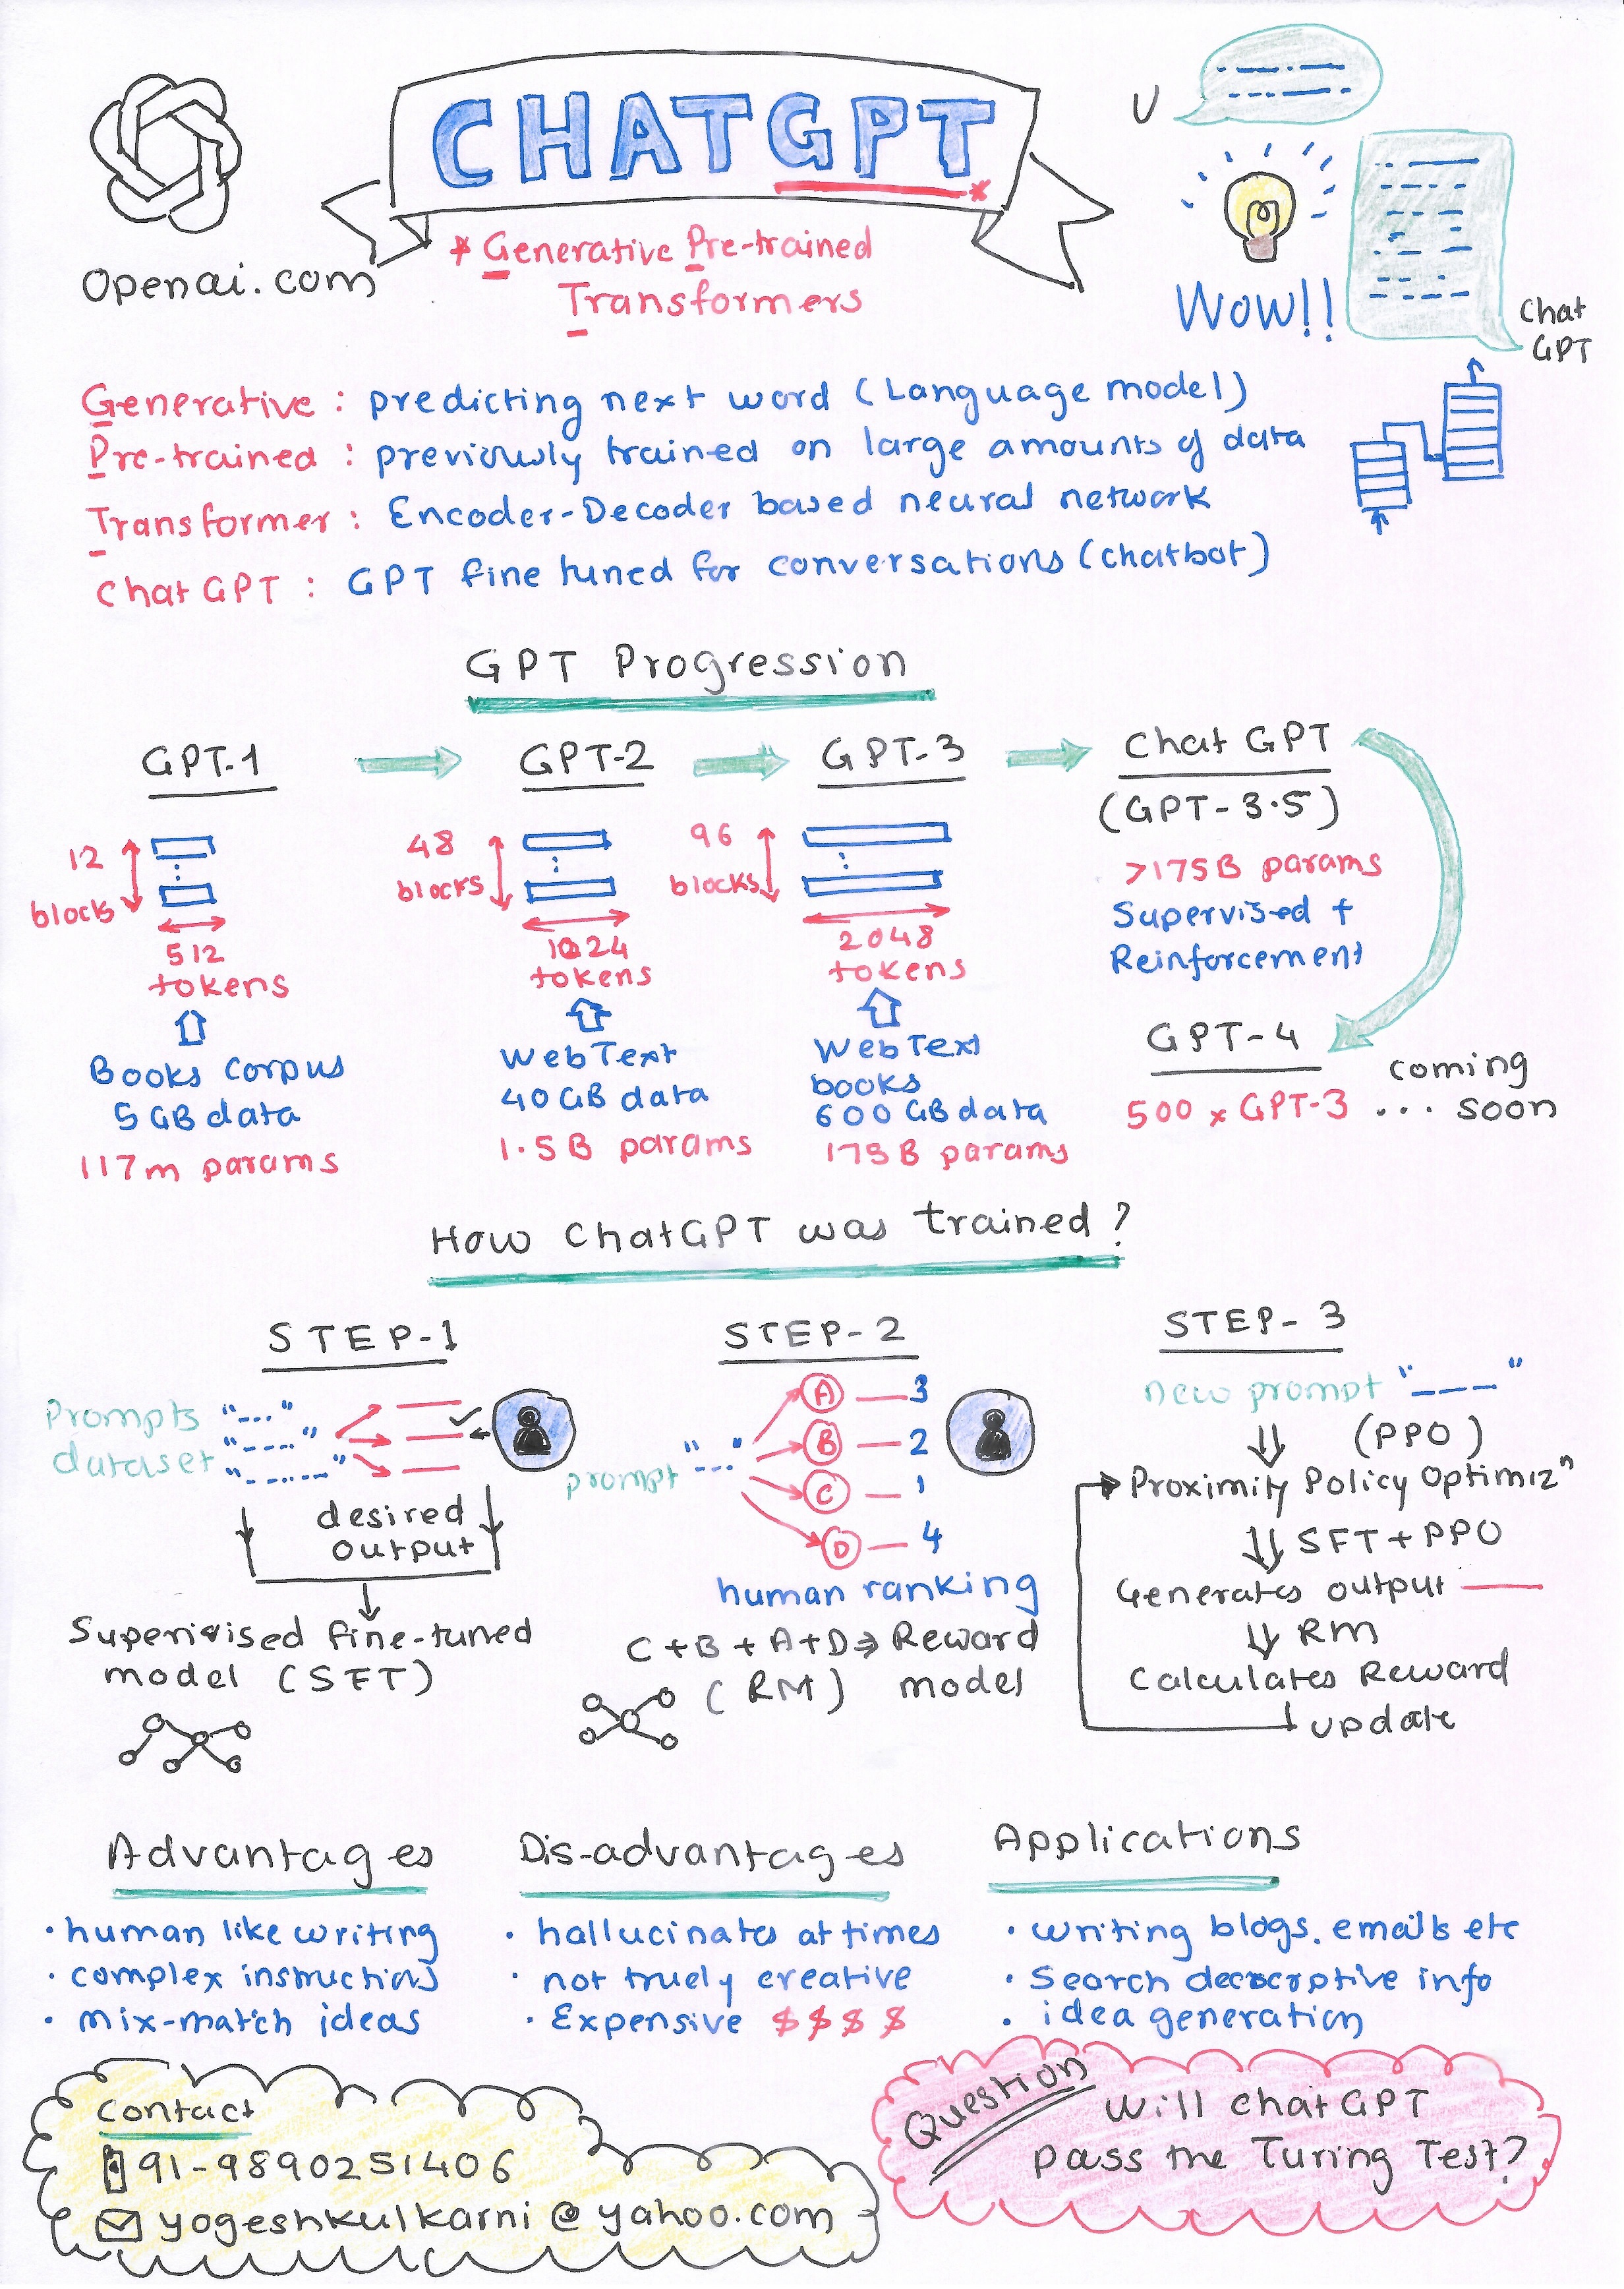 CHATGPT*
* Generative Pre-trained
Transformers
Openai.com
U
Wow!!
Chat
GPT
Generative : predicting next word (Language model)
Pre-trained : previously trained on large amounts of data
Transformer : Encoder-Decoder based neural network
ChatGPT : GPT fine tuned for conversations (chatbot)
GPT Progression
GPT-1
12
blocks
512
tokens
Books Corpus
5 GB data
117m params
GPT-2
48
blocks
1024
tokens
WebText
40GB data
1.5B params
GPT-3
96
blocks
2048
tokens
WebText
books
600 GB data
175B params
Chat GPT
(GPT-3.5)
>175B params
Supervised +
Reinforcement
GPT-4
500 x GPT-3 ... coming
soon
How ChatGPT was trained?
STEP-1
Prompts
dataset
desired
output
Supervised fine-tuned
model (SFT)
STEP-2
prompt
A 3
B 2
C 1
D 4
human ranking
C+B+A+D ⇒ Reward
(RM) model
STEP-3
new prompt "___"
(PPO)
Proximity Policy Optimizⁿ
SFT+PPO
Generates output
RM
Calculates Reward
update
Advantages
• human like writing
• complex instructions
• mix-match ideas
Dis-advantages
• hallucinates at times
• not truely creative
• Expensive $$$$
Applications
• writing blogs, emails etc
• Search descriptive info
• idea generation
Contact
91-9890251406
yogeshkulkarni@yahoo.com
Question
Will chatGPT
pass the Turing Test?